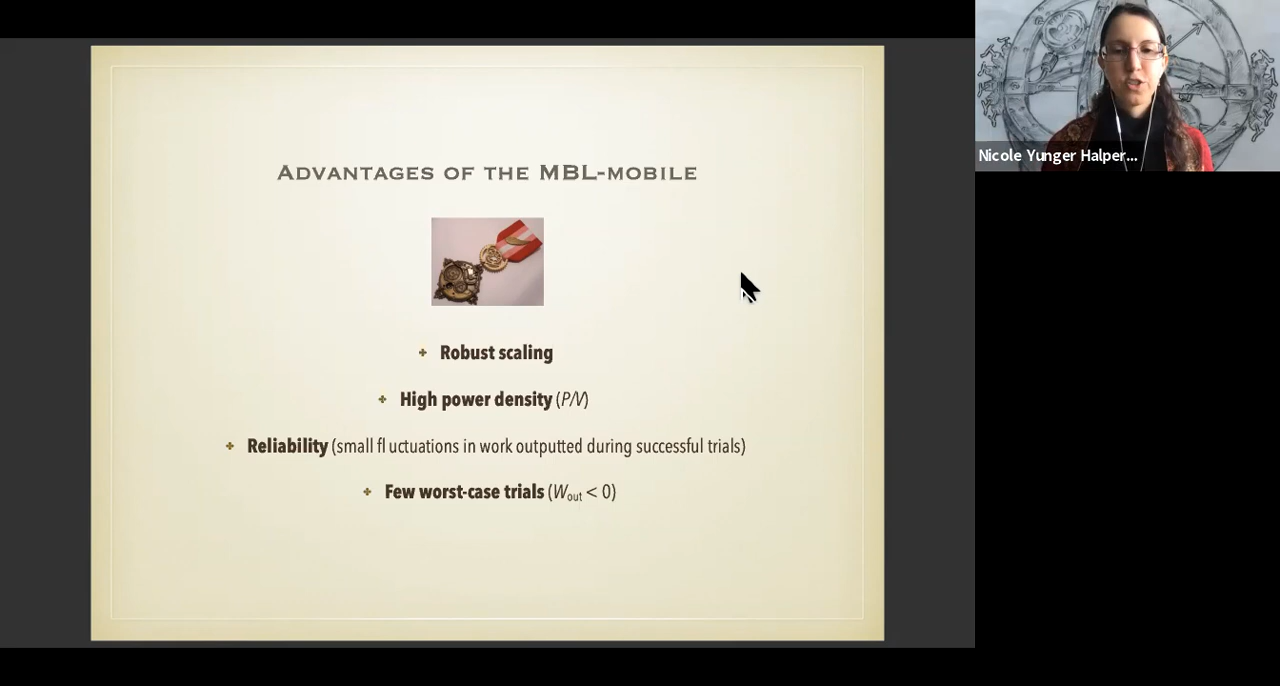 Advantages of the MBL-mobile
Robust scaling
High power density (P/V)
Reliability (small fl uctuations in work outputted during successful trials)
Few worst-case trials (Wout < 0)
Nicole Yunger Halper...